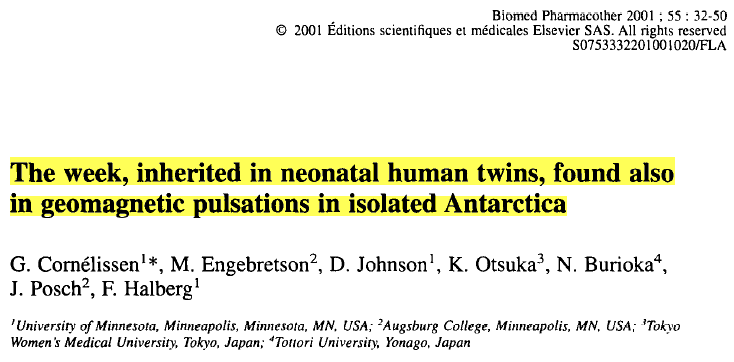 Biomed Pharmacother 2001 ; 55 : 32-50
© 2001 Éditions scientifiques et médicales Elsevier SAS. All rights reserved
S0753332201001020/FLA
The week, inherited in neonatal human twins, found also
in geomagnetic pulsations in isolated Antarctica
G. Cornélissen¹*, M. Engebretson², D. Johnson¹, K. Otsuka³, N. Burioka⁴,
J. Posch², F. Halberg¹
¹University of Minnesota, Minneapolis, Minnesota, MN, USA; ²Augsburg College, Minneapolis, MN, USA; ³Tokyo
Women's Medical University, Tokyo, Japan; ⁴Tottori University, Yonago, Japan